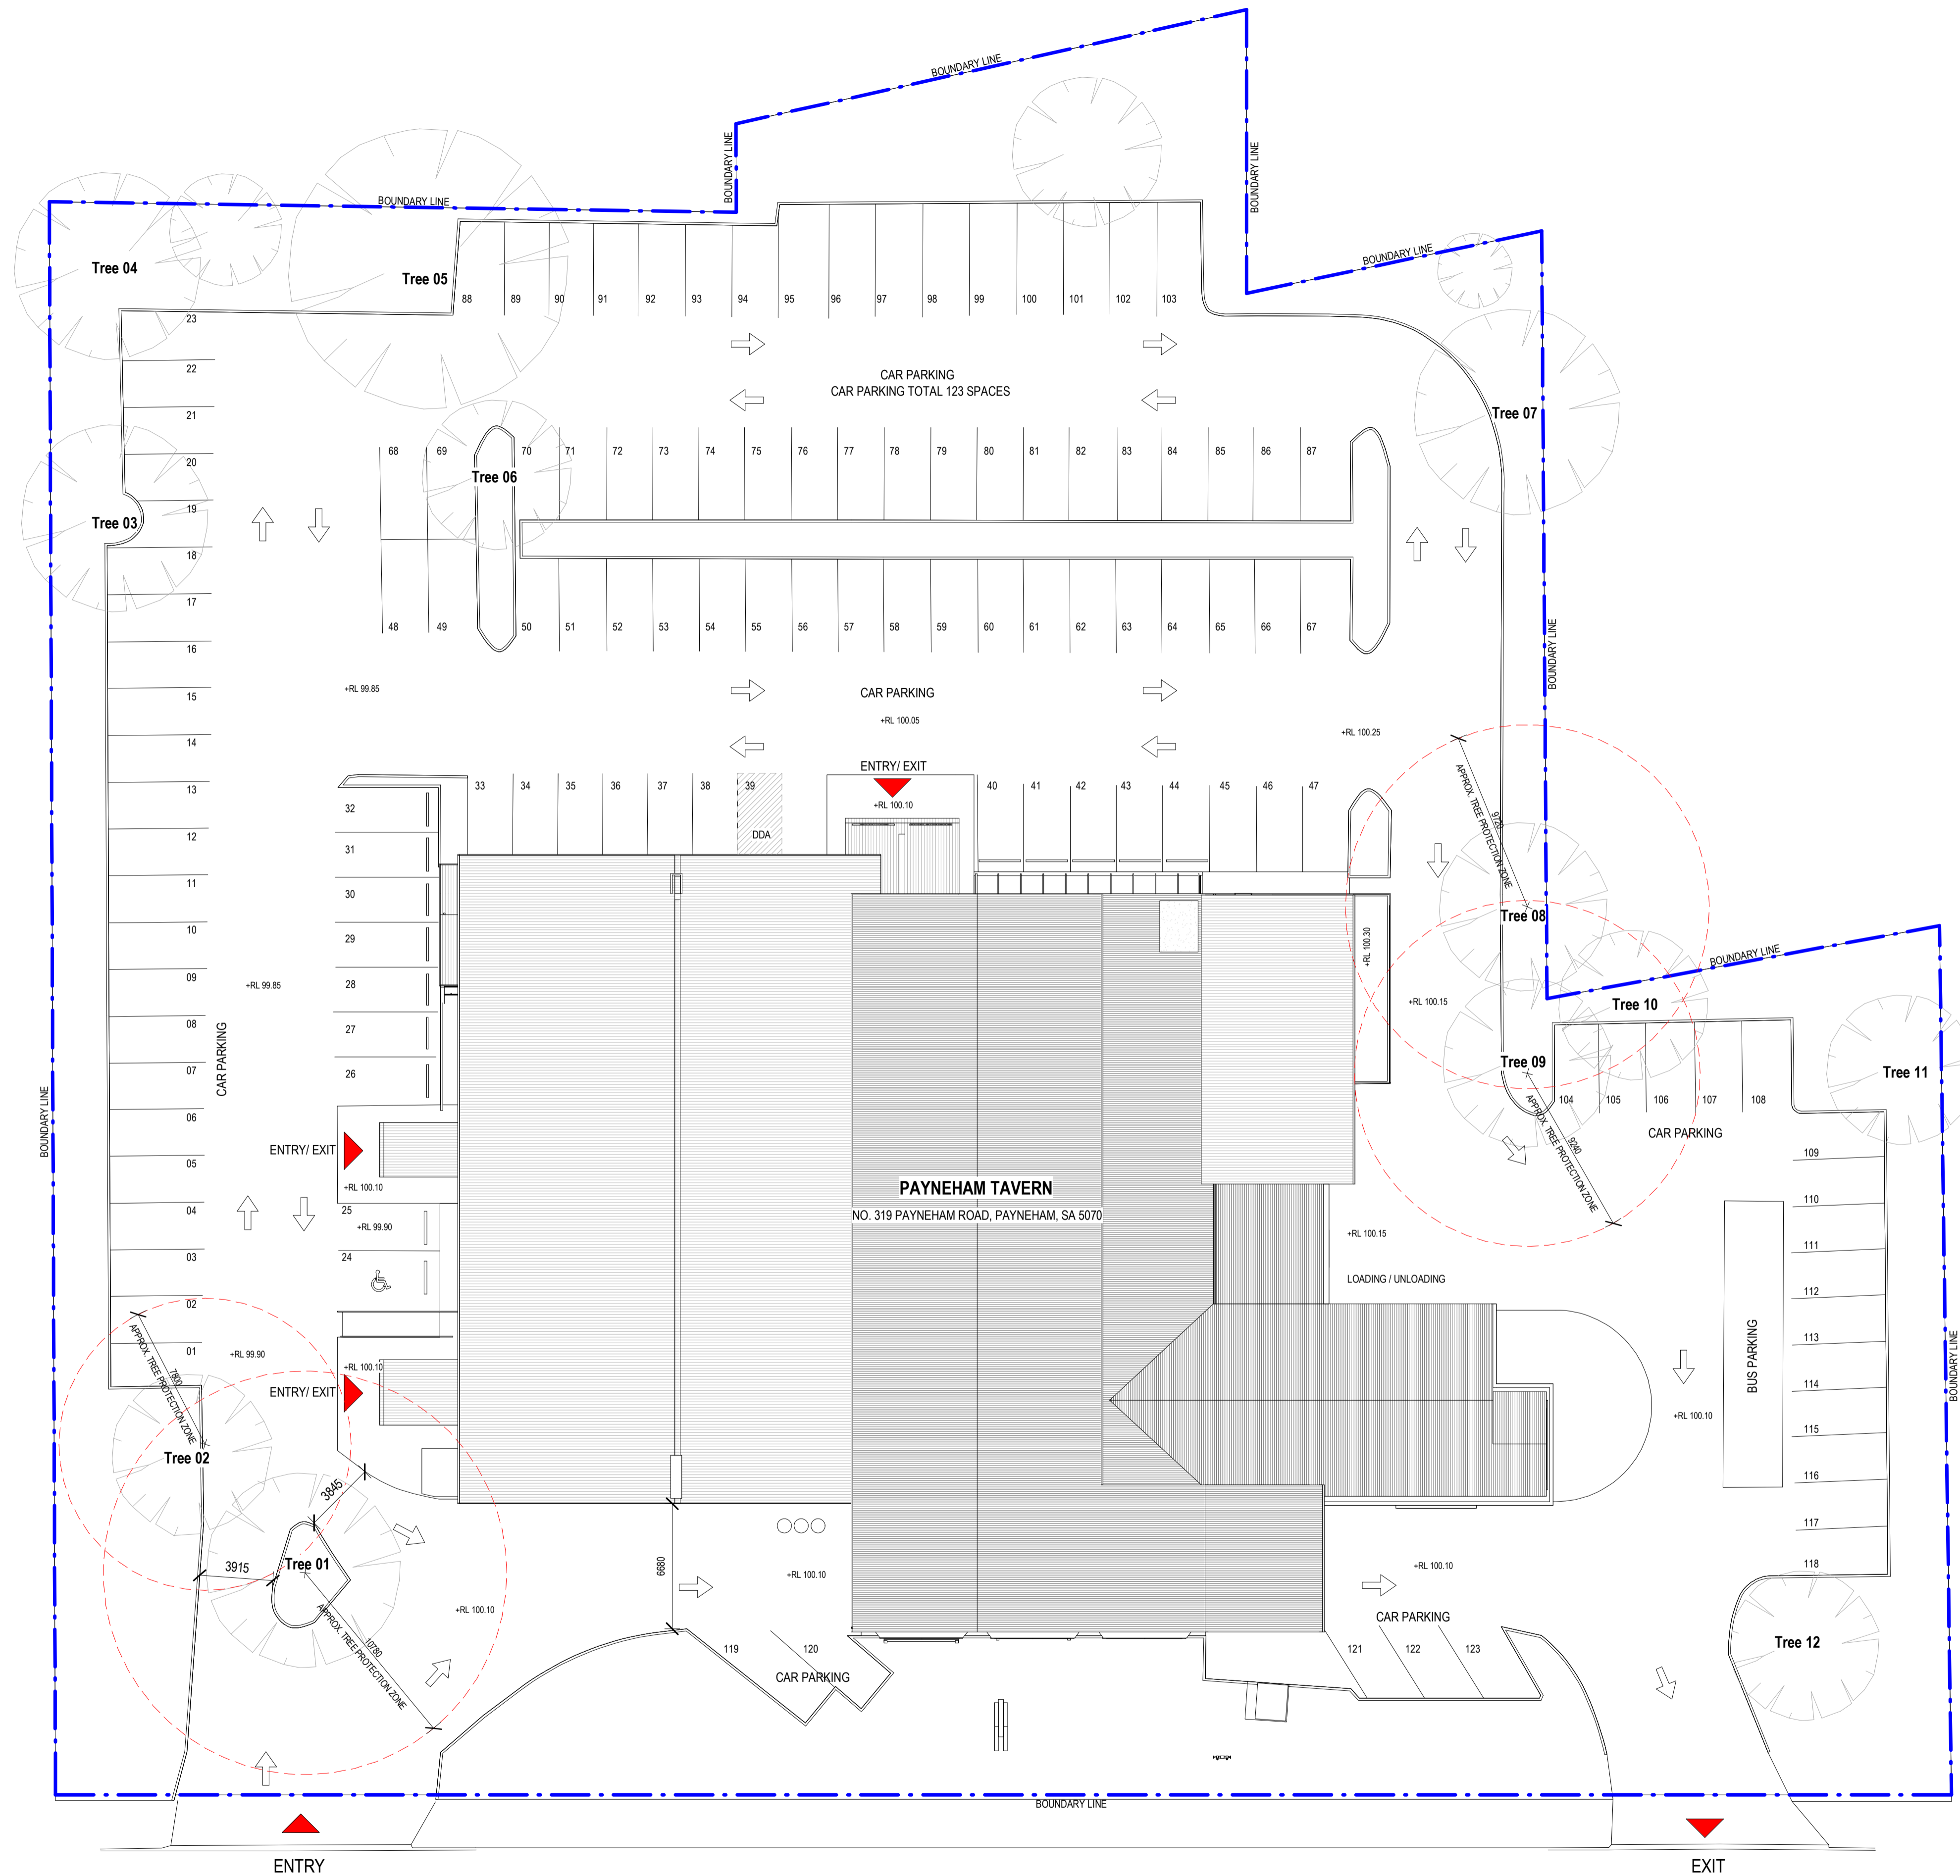 BOUNDARY LINE
BOUNDARY LINE
BOUNDARY LINE
BOUNDARY LINE
BOUNDARY LINE
Tree 04
Tree 05
88
89
90
91
92
93
94
95
96
97
98
99
100
101
102
103
CAR PARKING
CAR PARKING TOTAL 123 SPACES
Tree 07
23
22
21
20
19
18
17
16
15
14
13
12
11
10
09
08
07
06
05
04
03
02
01
Tree 03
68
69
Tree 06
70
71
72
73
74
75
76
77
78
79
80
81
82
83
84
85
86
87
48
49
50
51
52
53
54
55
56
57
58
59
60
61
62
63
64
65
66
67
BOUNDARY LINE
+RL 99.85
CAR PARKING
+RL 100.05
+RL 100.25
ENTRY/ EXIT
+RL 100.10
33
34
35
36
37
38
39
DDA
40
41
42
43
44
45
46
47
32
31
30
29
28
27
26
9720
APPROX. TREE PROTECTION ZONE
Tree 08
+RL 100.30
+RL 100.15
BOUNDARY LINE
Tree 10
Tree 09
Tree 11
104
105
106
107
108
CAR PARKING
9240
APPROX. TREE PROTECTION ZONE
+RL 99.85
CAR PARKING
BOUNDARY LINE
ENTRY/ EXIT
+RL 100.10
25
+RL 99.90
24
PAYNEHAM TAVERN
NO. 319 PAYNEHAM ROAD, PAYNEHAM, SA 5070
+RL 100.15
LOADING / UNLOADING
109
110
111
112
113
114
115
116
117
118
BUS PARKING
BOUNDARY LINE
+RL 100.10
+RL 99.90
+RL 100.10
ENTRY/ EXIT
7800
APPROX. TREE PROTECTION ZONE
Tree 02
3845
Tree 01
3915
10780
APPROX. TREE PROTECTION ZONE
+RL 100.10
6680
+RL 100.10
+RL 100.10
CAR PARKING
119
120
CAR PARKING
121
122
123
Tree 12
BOUNDARY LINE
ENTRY
EXIT